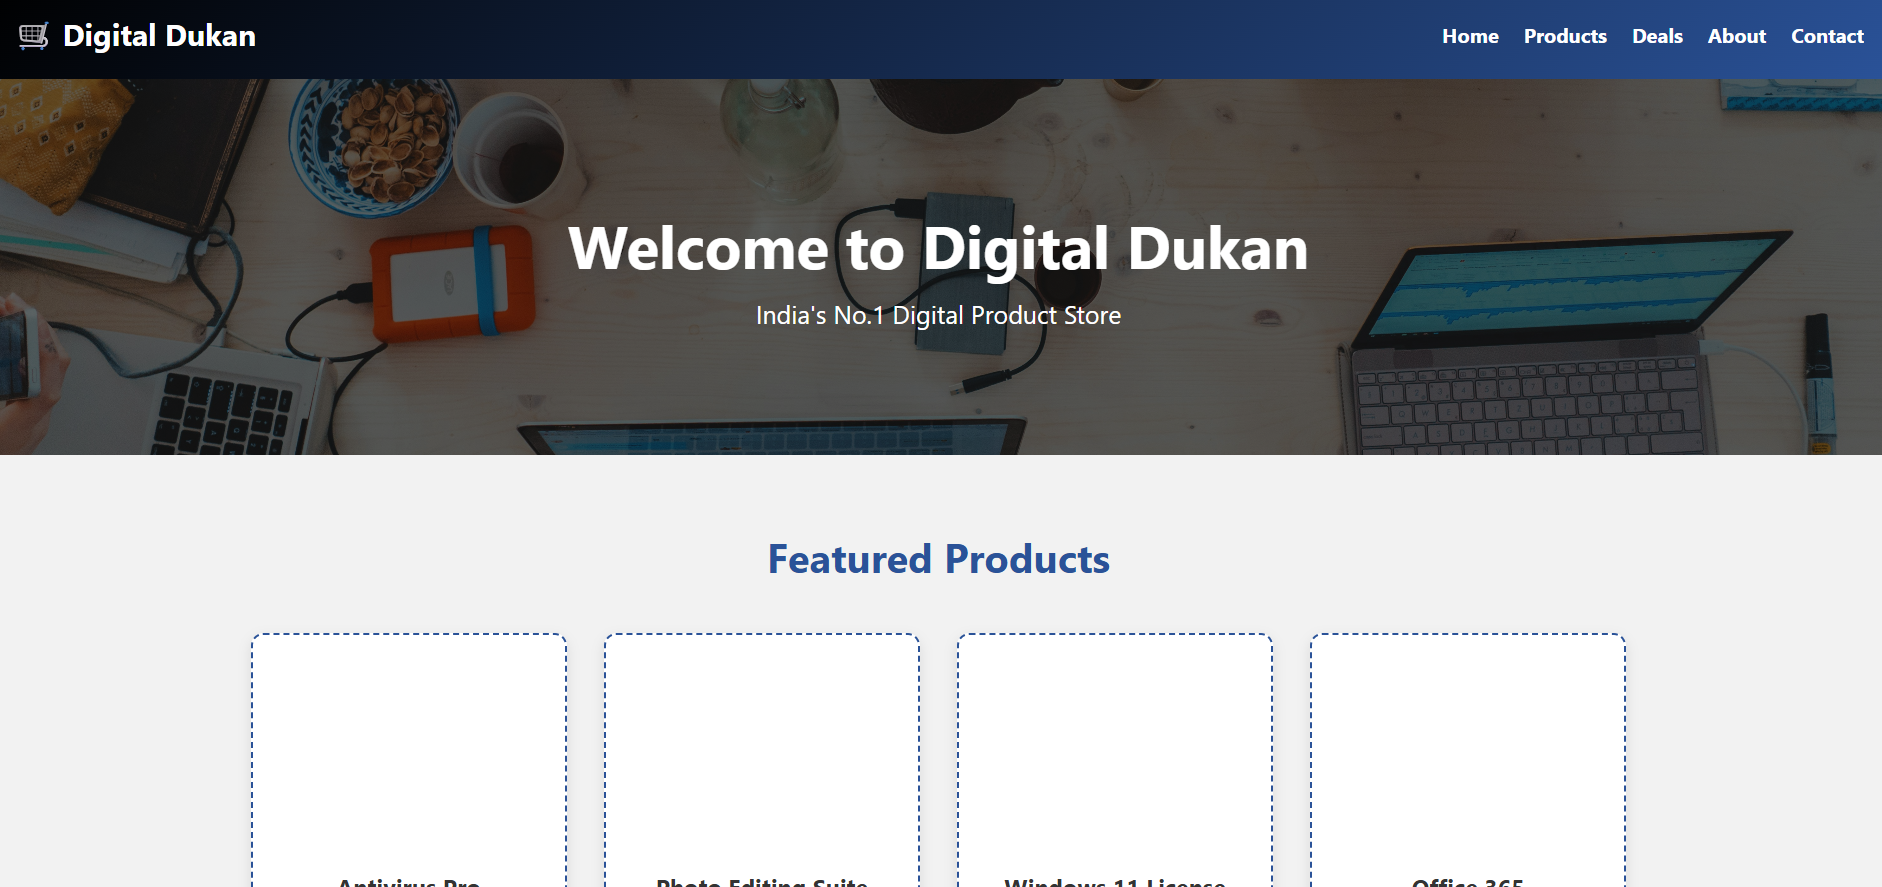 Digital Dukan
Home Products Deals About Contact
Welcome to Digital Dukan
India's No.1 Digital Product Store
Featured Products
Antivirus Pro
Photo Editing Suite
Windows 11 License
Office 365